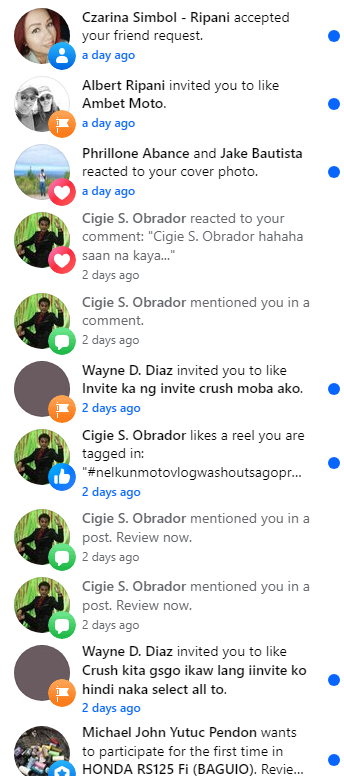 Czarina Simbol - Ripani accepted
your friend request.
a day ago
Albert Ripani invited you to like
Ambet Moto.
a day ago
Phrillone Abance and Jake Bautista
reacted to your cover photo.
a day ago
Cigie S. Obrador reacted to your
comment: "Cigie S. Obrador hahaha
saan na kaya..."
2 days ago
Cigie S. Obrador mentioned you in a
comment.
2 days ago
Wayne D. Diaz invited you to like
Invite ka ng invite crush moba ako.
2 days ago
Cigie S. Obrador likes a reel you are
tagged in:
"#nelkunmotovlogwashoutsagopr...
2 days ago
Cigie S. Obrador mentioned you in a
post. Review now.
2 days ago
Cigie S. Obrador mentioned you in a
post. Review now.
2 days ago
Wayne D. Diaz invited you to like
Crush kita gsgo ikaw lang iinvite ko
hindi naka select all to.
2 days ago
Michael John Yutuc Pendon wants
to participate for the first time in
HONDA RS125 Fi (BAGUIO). Revie...